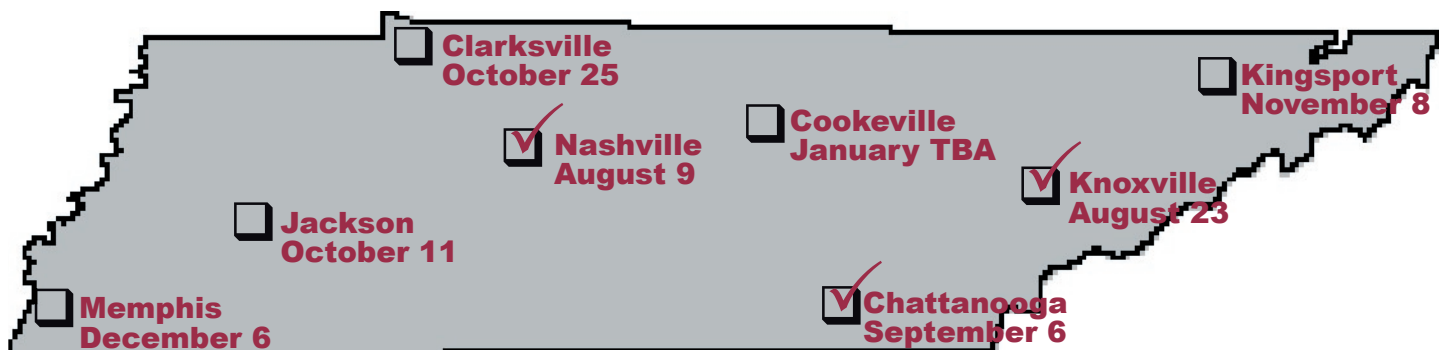 Clarksville
October 25
Kingsport
November 8
Cookeville
January TBA
Nashville
August 9
Knoxville
August 23
Jackson
October 11
Memphis
December 6
Chattanooga
September 6